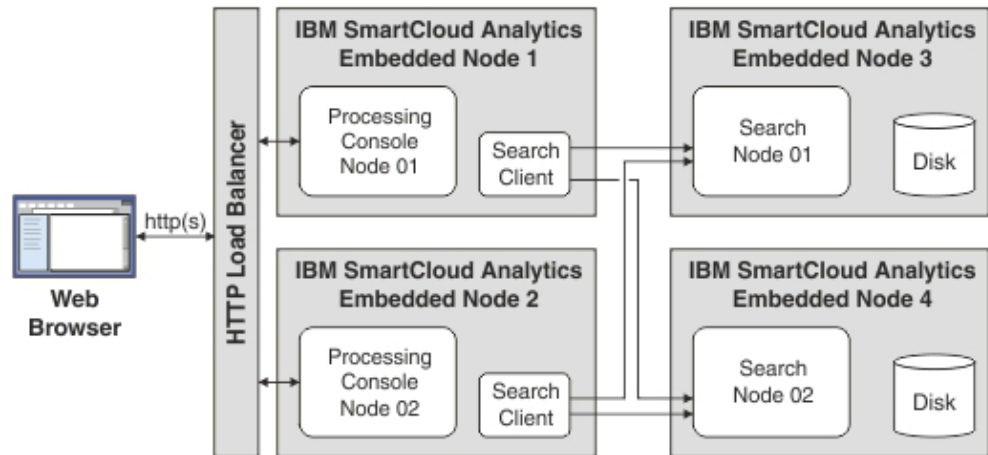 IBM SmartCloud Analytics
Embedded Node 1
Processing
Console
Node 01
Search
Client
IBM SmartCloud Analytics
Embedded Node 3
Search
Node 01
Disk
HTTP Load Balancer
http(s)
Web
Browser
IBM SmartCloud Analytics
Embedded Node 2
Processing
Console
Node 02
Search
Client
IBM SmartCloud Analytics
Embedded Node 4
Search
Node 02
Disk